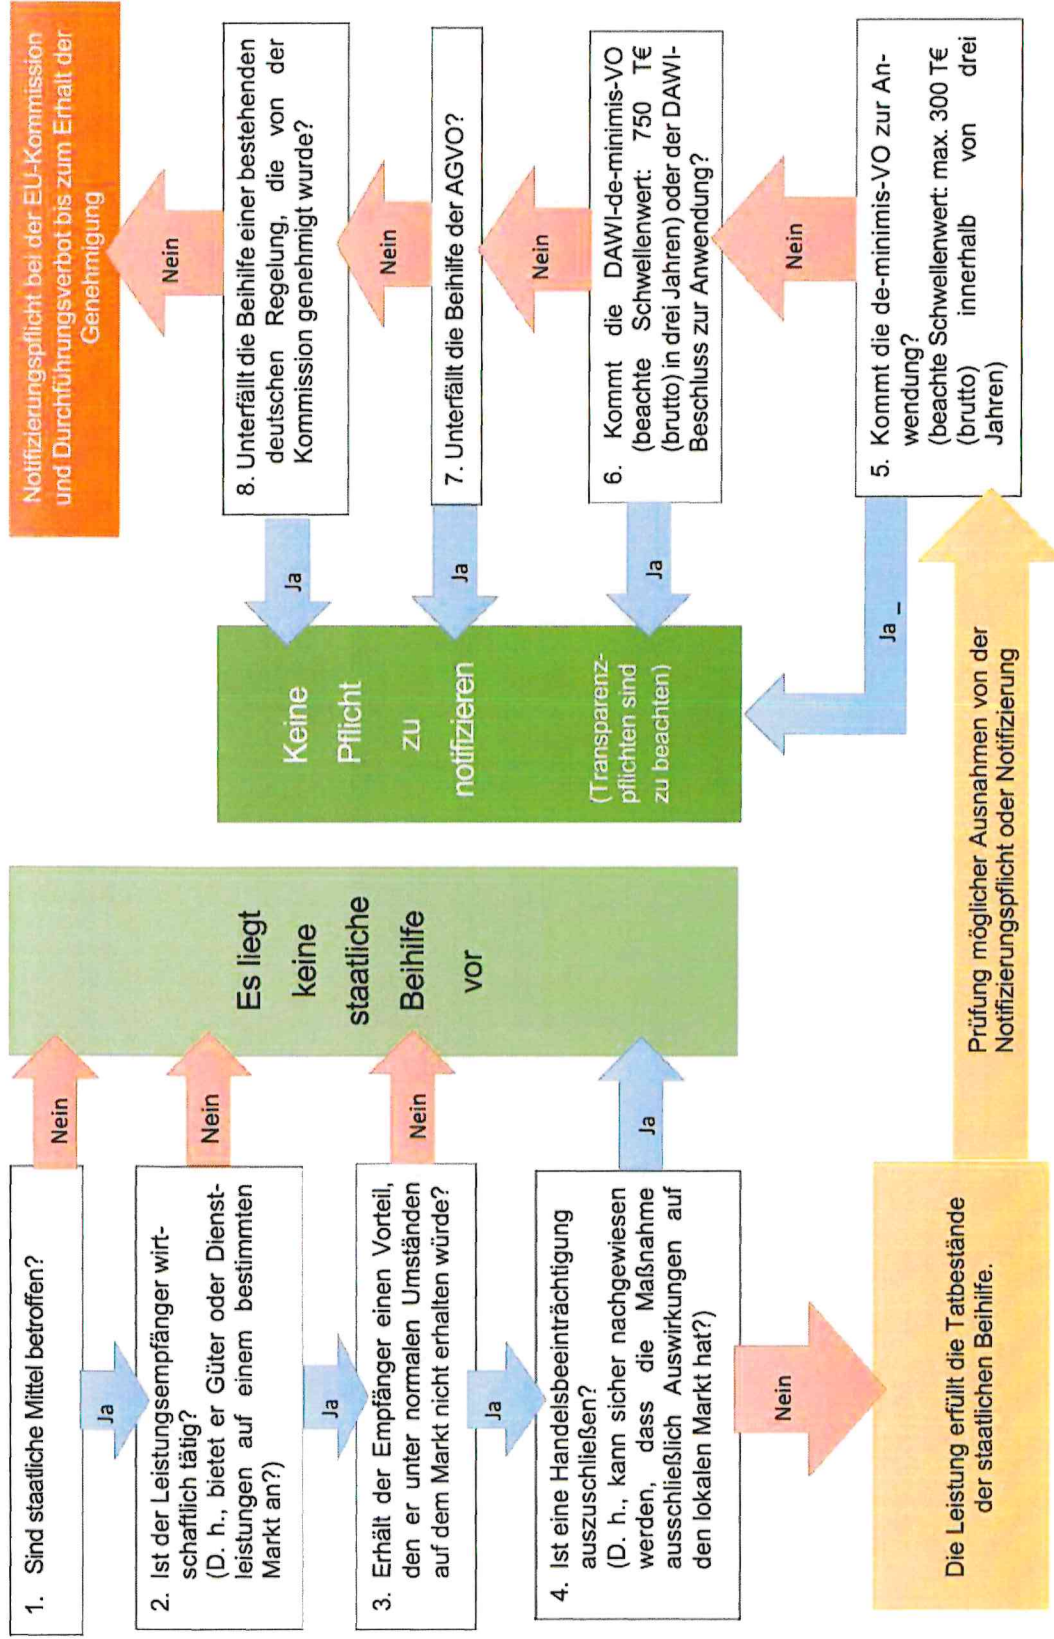 1. Sind staatliche Mittel betroffen?
Nein
Ja
2. Ist der Leistungsempfänger wirt-
schaftlich tätig?
(D. h., bietet er Güter oder Dienst-
leistungen auf einem bestimmten
Markt an?)
Nein
Ja
3. Erhält der Empfänger einen Vorteil,
den er unter normalen Umständen
auf dem Markt nicht erhalten würde?
Nein
Ja
4. Ist eine Handelsbeeinträchtigung
auszuschließen?
(D. h., kann sicher nachgewiesen
werden, dass die Maßnahme
ausschließlich Auswirkungen auf
den lokalen Markt hat?)
Ja
Nein
Es liegt
keine
staatliche
Beihilfe
vor
Die Leistung erfüllt die Tatbestände
der staatlichen Beihilfe.
Prüfung möglicher Ausnahmen von der
Notifizierungspflicht oder Notifizierung
5. Kommt die de-minimis-VO zur An-
wendung?
(beachte Schwellenwert: max. 300 T€
(brutto) innerhalb von drei
Jahren)
Ja _
Nein
6. Kommt die DAWI-de-minimis-VO
(beachte Schwellenwert: 750 T€
(brutto) in drei Jahren) oder der DAWI-
Beschluss zur Anwendung?
Ja
Nein
7. Unterfällt die Beihilfe der AGVO?
Ja
Nein
8. Unterfällt die Beihilfe einer bestehenden
deutschen Regelung, die von der
Kommission genehmigt wurde?
Ja
Nein
Keine
Pflicht
zu
notifizieren
(Transparenz-
pflichten sind
zu beachten)
Notifizierungspflicht bei der EU-Kommission
und Durchführungsverbot bis zum Erhalt der
Genehmigung